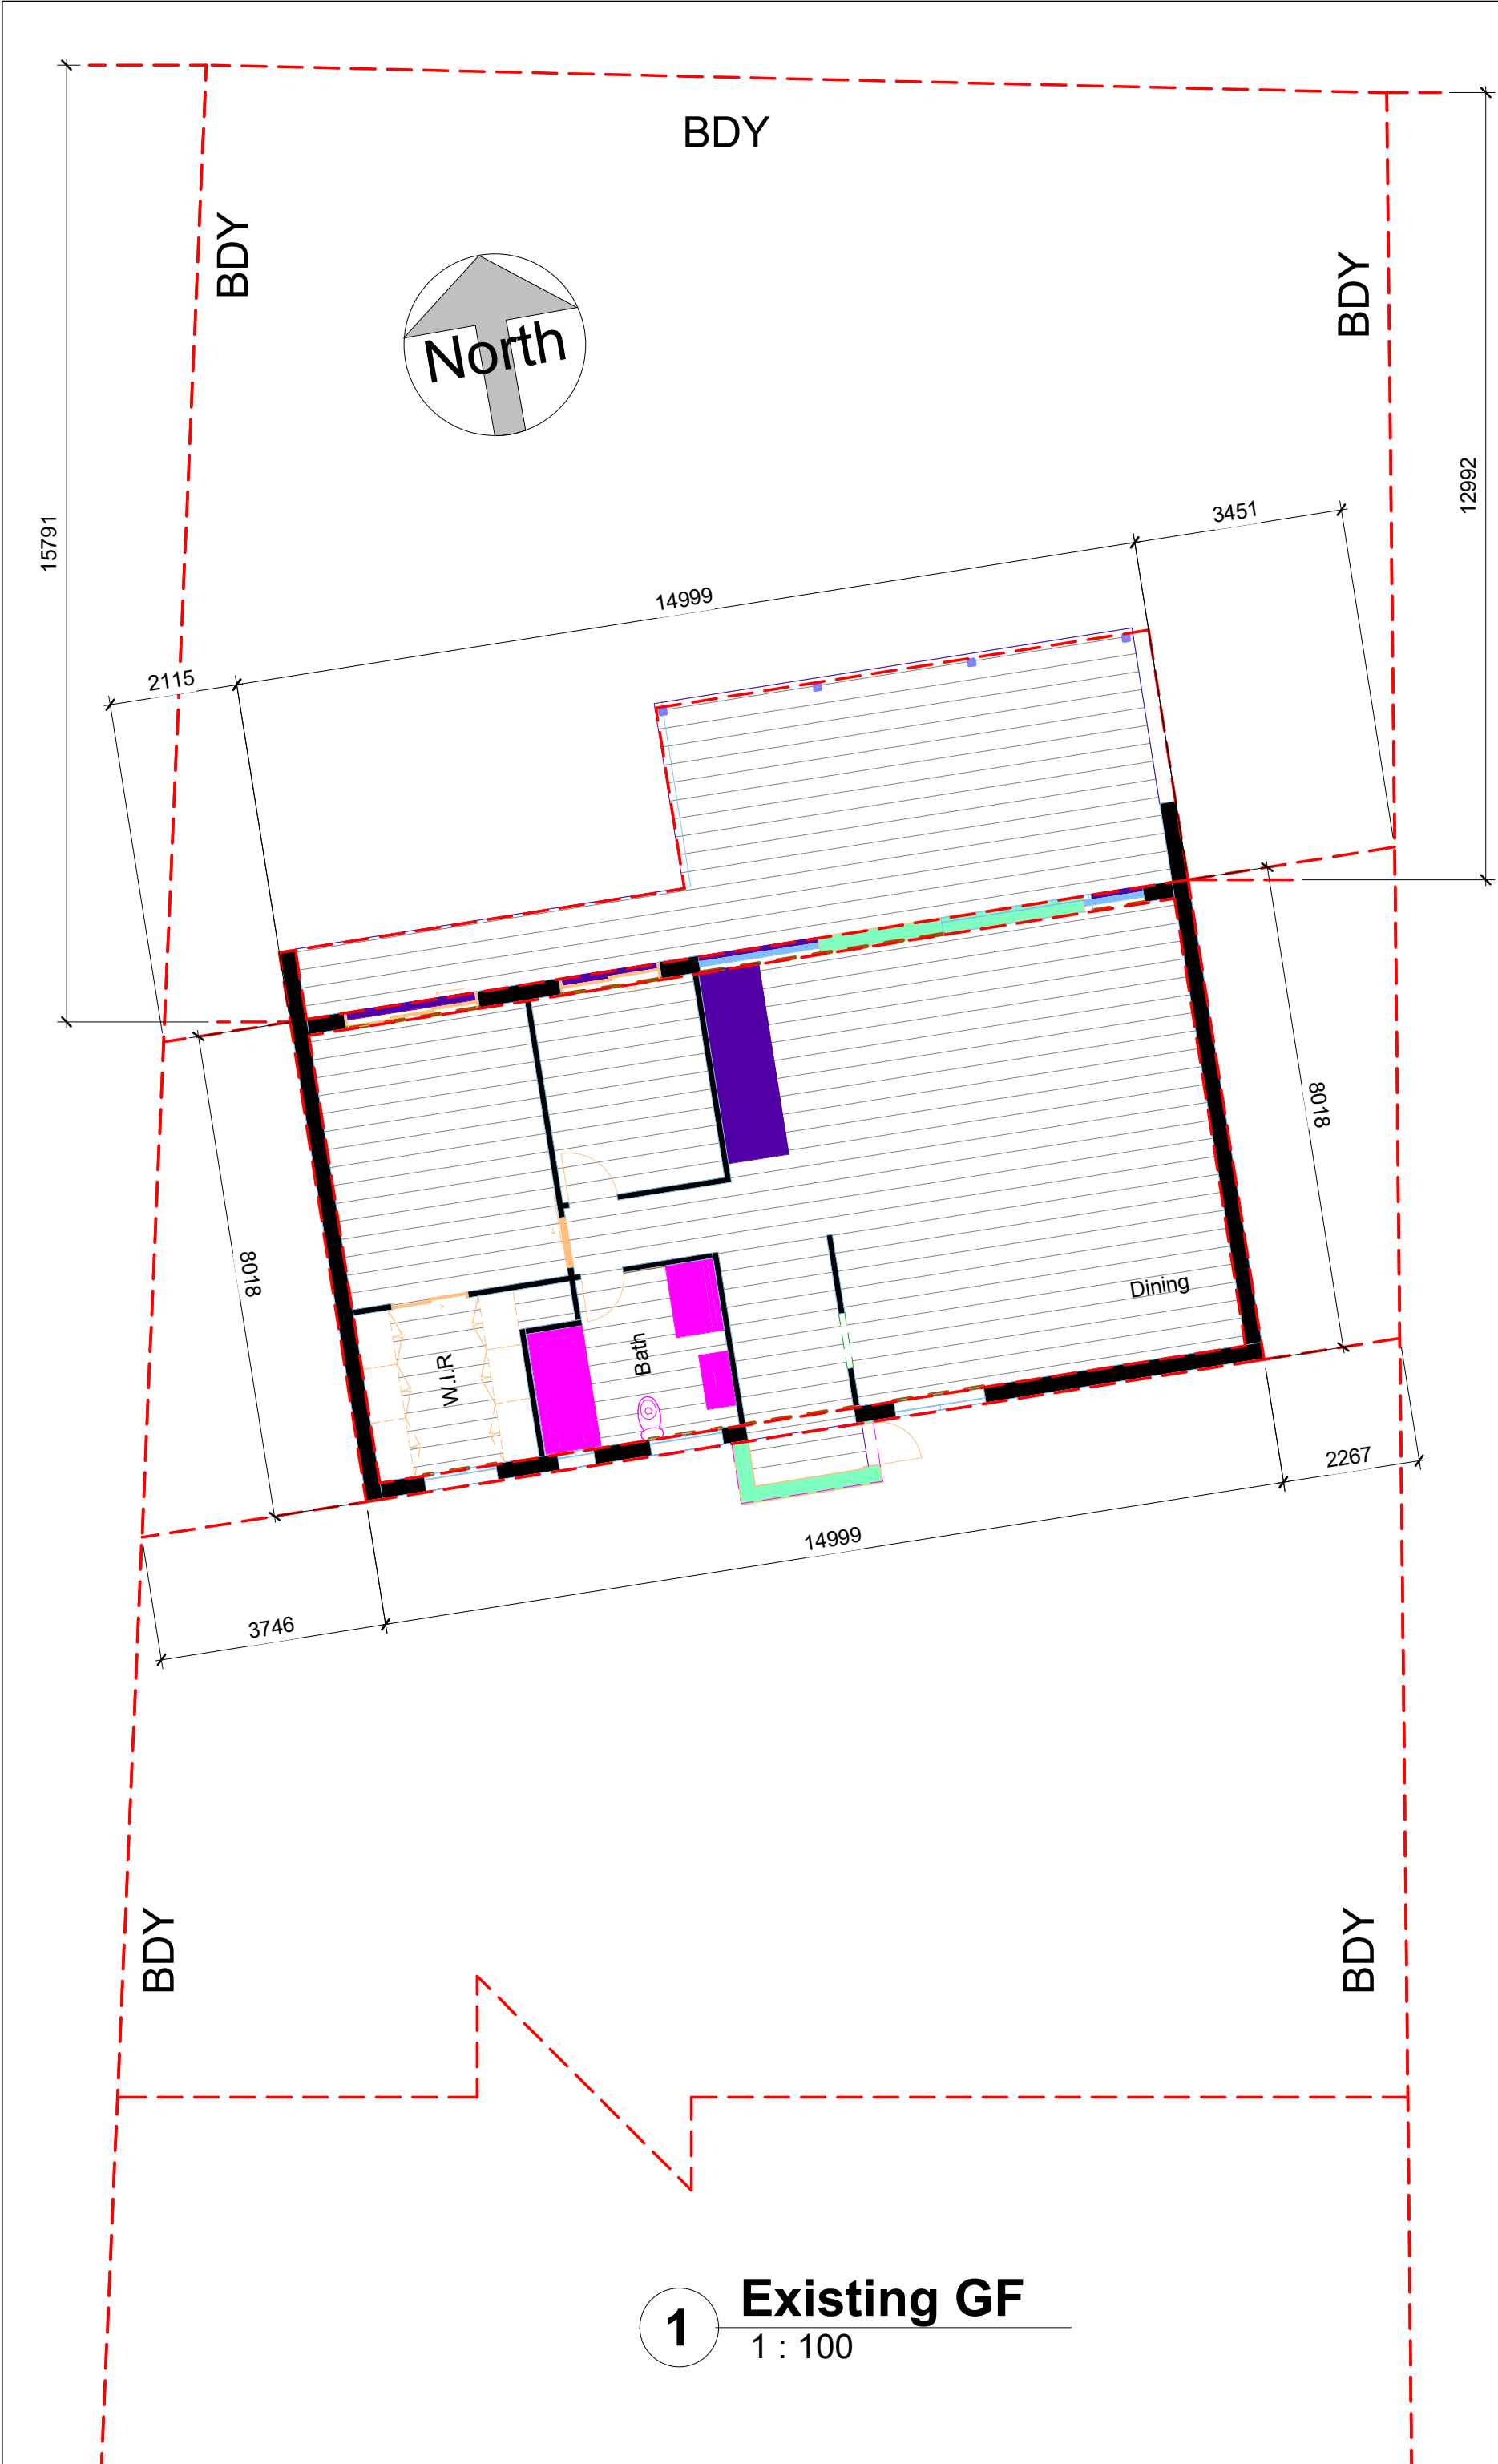 BDY
BDY
BDY
North
12992
15791
3451
14999
2115
8018
8018
Dining
Bath
W.I.R
2267
14999
3746
BDY
BDY
1
Existing GF
1 : 100